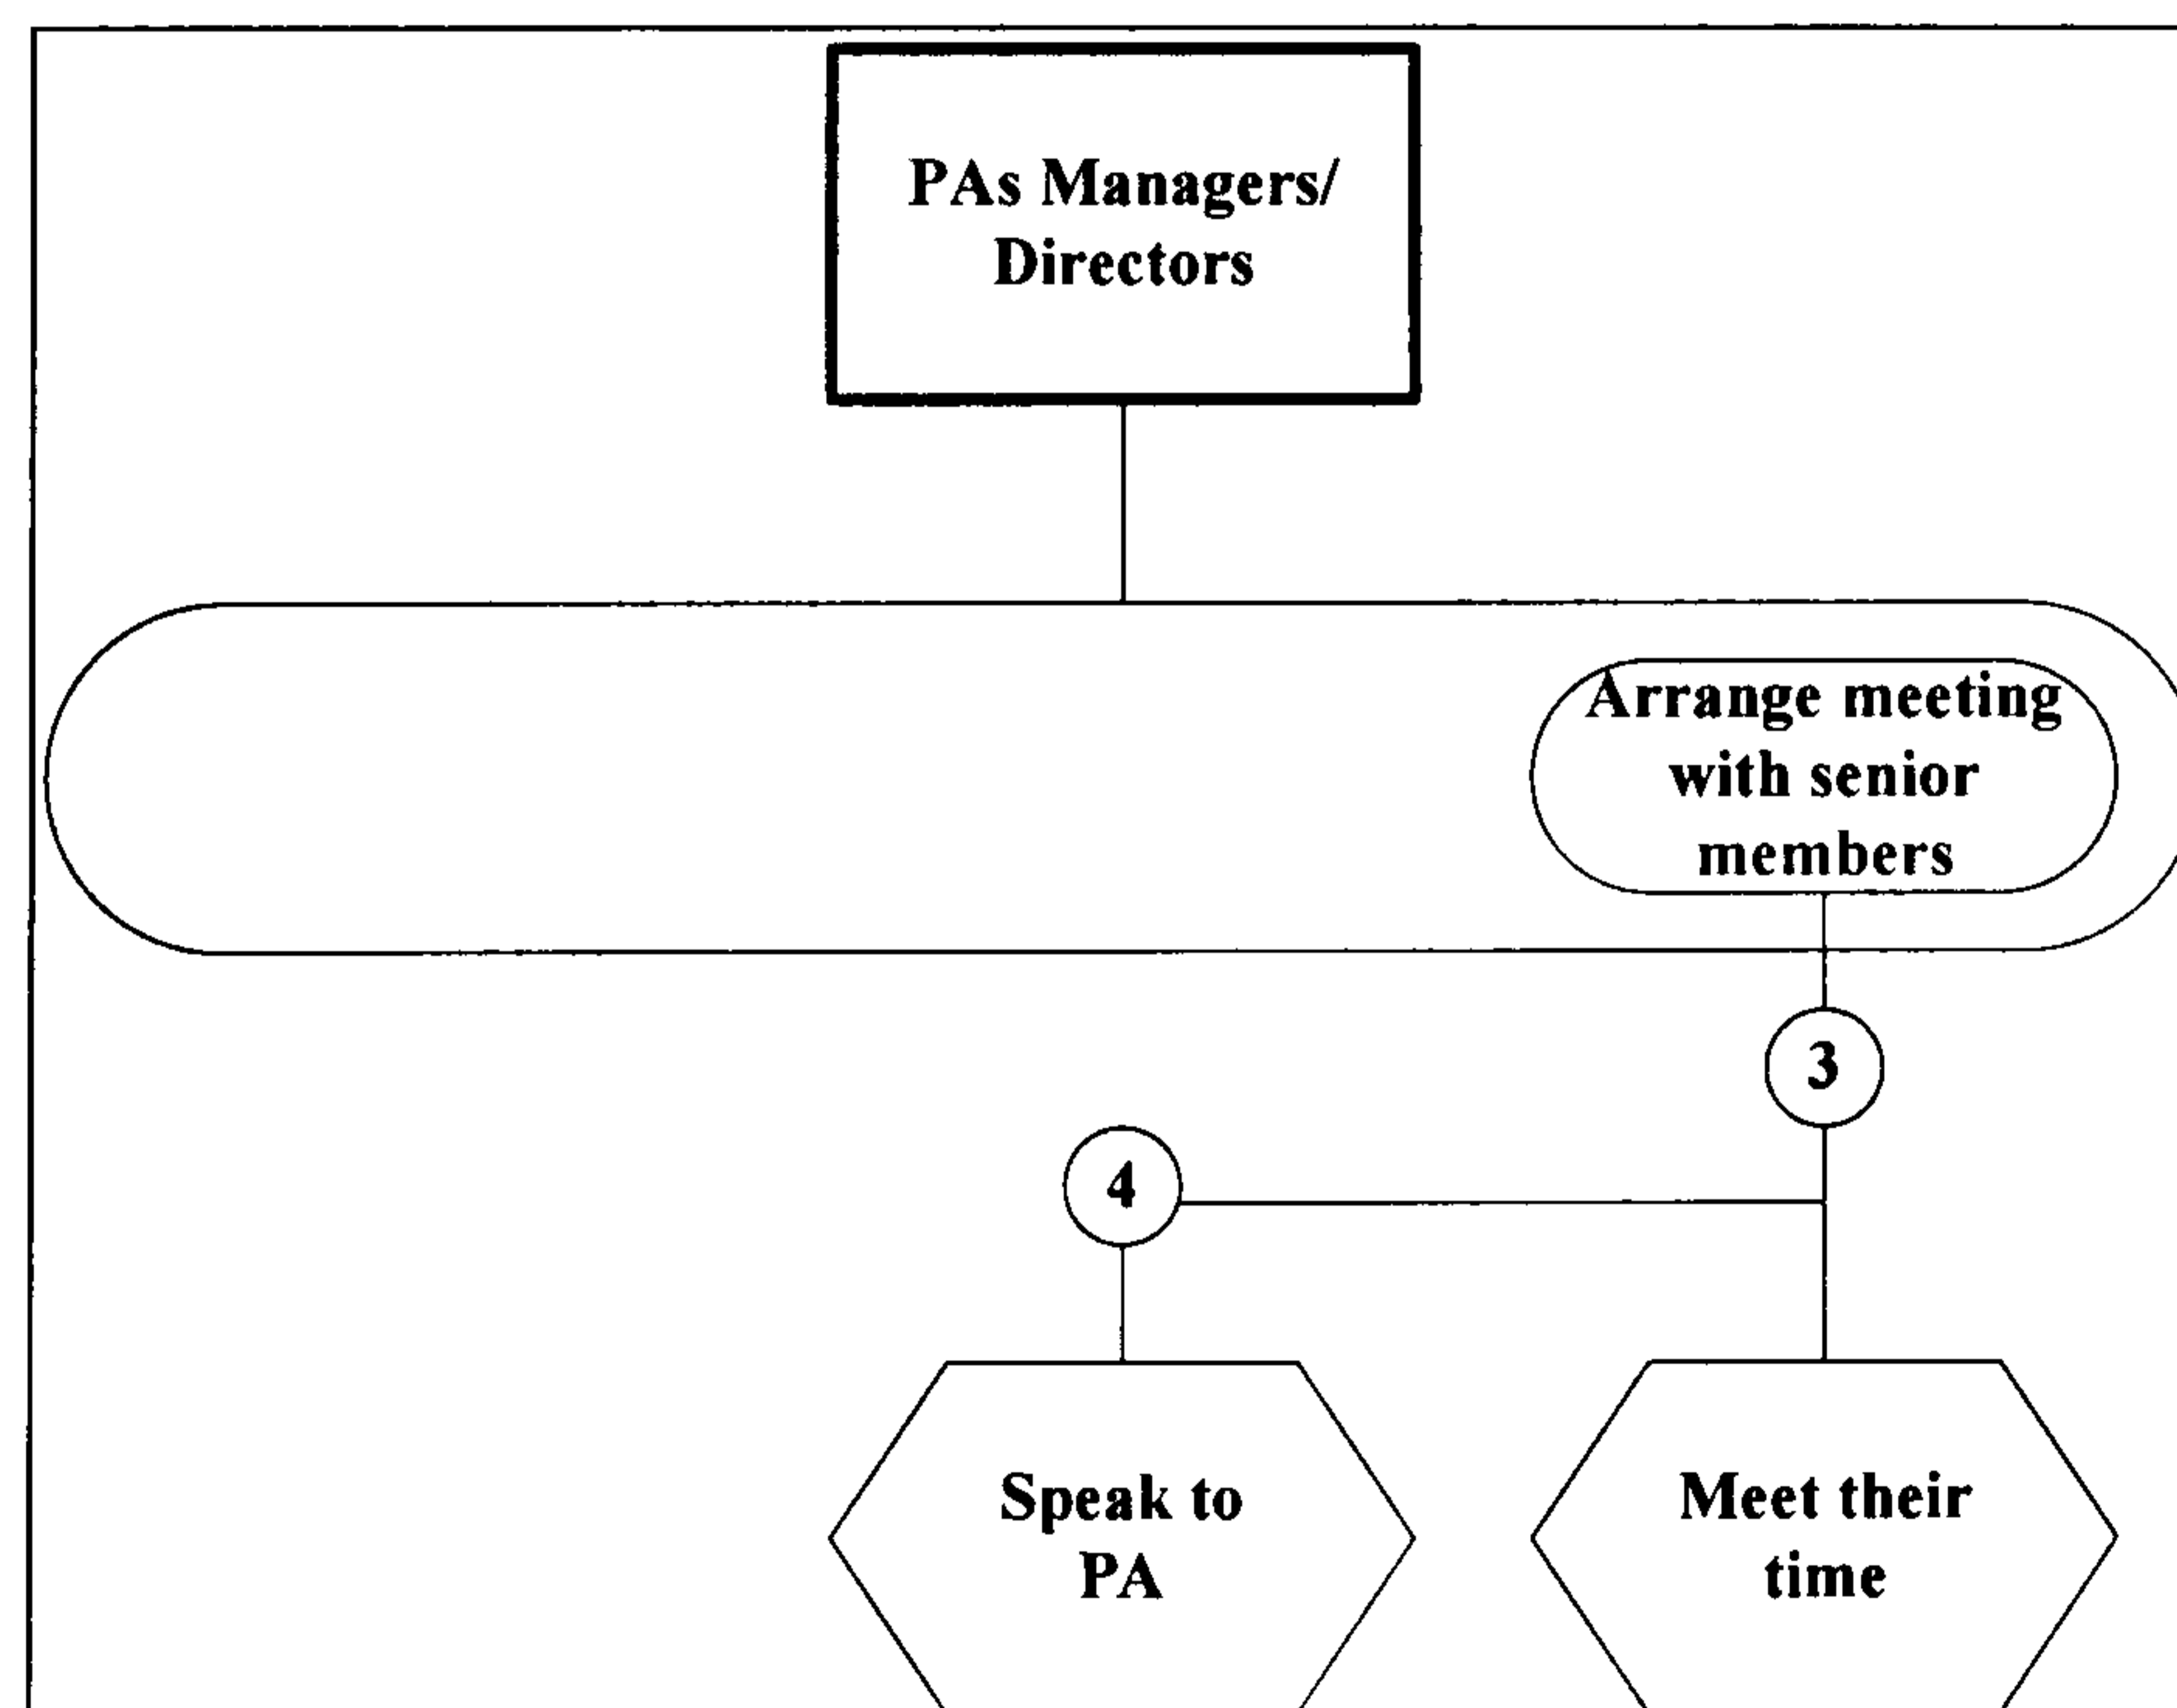 PAs Managers/
Directors
Arrange meeting
with senior
members
3
4
Speak to
PA
Meet their
time